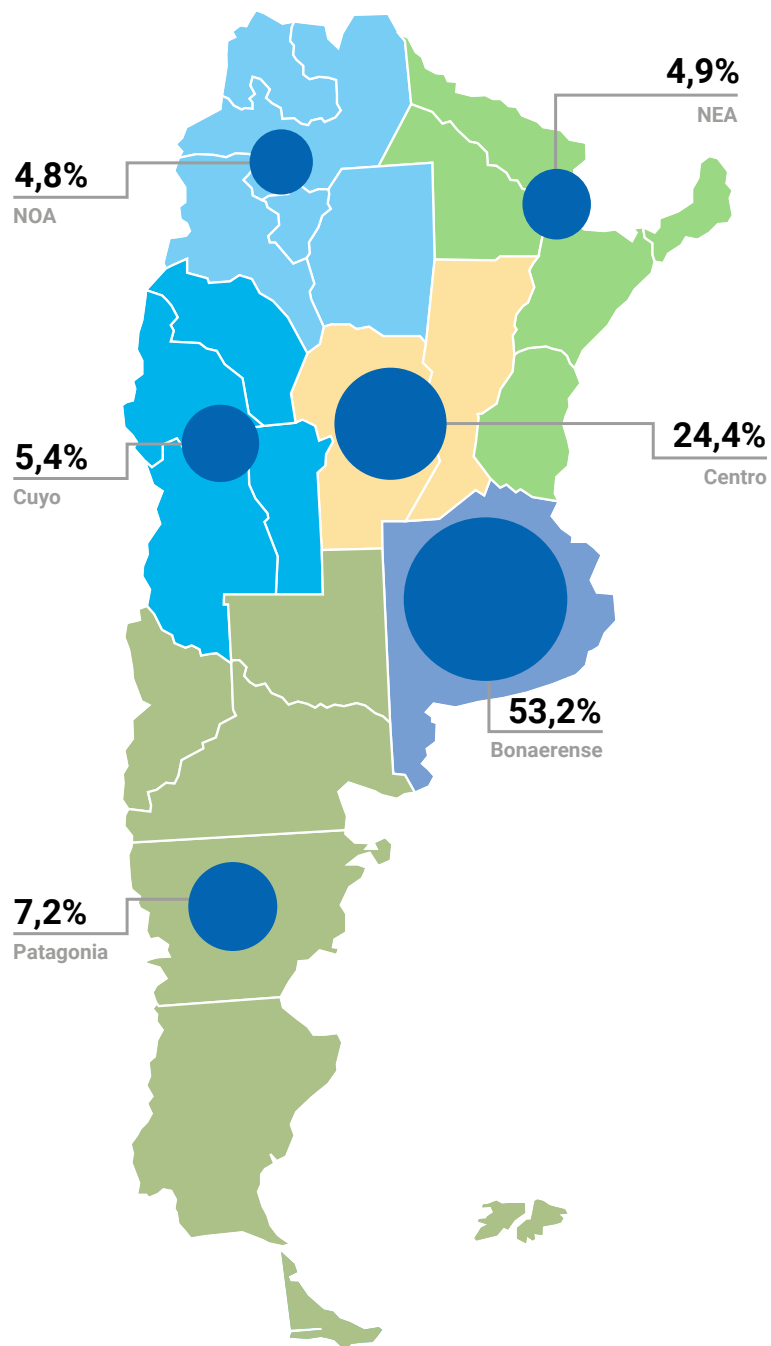 4,9%
NEA
4,8%
NOA
24,4%
Centro
5,4%
Cuyo
53,2%
Bonaerense
7,2%
Patagonia